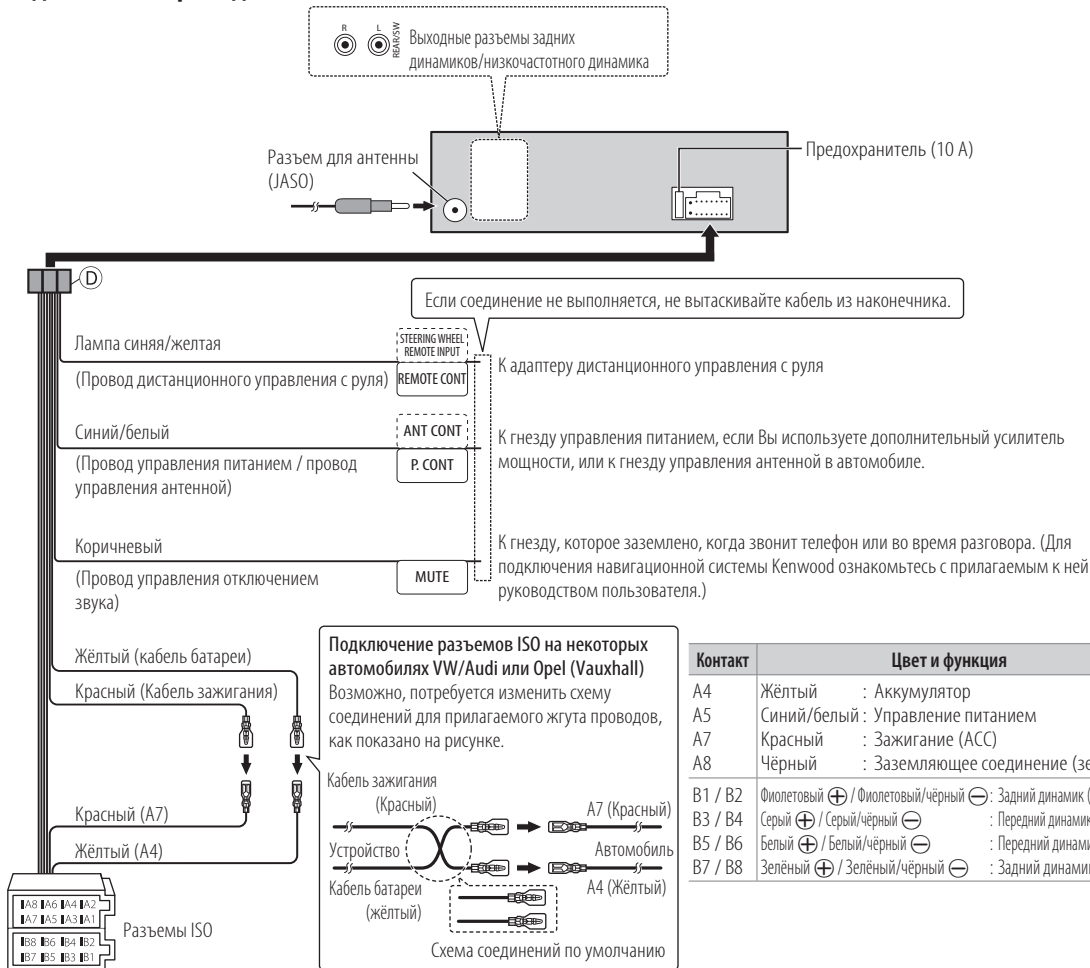 R
L
REAR/SW
Выходные разъемы задних
динамиков/низкочастотного динамика
Разъем для антенны
(JASO)
Предохранитель (10 A)
D
Если соединение не выполняется, не вытаскивайте кабель из наконечника.
Лампа синяя/желтая
(Провод дистанционного управления с руля)
STEERING WHEEL
REMOTE INPUT
REMOTE CONT
К адаптеру дистанционного управления с руля
Синий/белый
(Провод управления питанием / провод
управления антенной)
ANT CONT
P. CONT
К гнезду управления питанием, если Вы используете дополнительный усилитель
мощности, или к гнезду управления антенной в автомобиле.
Коричневый
(Провод управления отключением
звука)
MUTE
К гнезду, которое заземлено, когда звонит телефон или во время разговора. (Для
подключения навигационной системы Kenwood ознакомьтесь с прилагаемым к ней
руководством пользователя.)
Жёлтый (кабель батареи)
Красный (Кабель зажигания)
Красный (A7)
Жёлтый (A4)
A8 A6 A4 A2
A7 A5 A3 A1
B8 B6 B4 B2
B7 B5 B3 B1
Разъемы ISO
Подключение разъемов ISO на некоторых
автомобилях VW/Audi или Opel (Vauxhall)
Возможно, потребуется изменить схему
соединений для прилагаемого жгута проводов,
как показано на рисунке.
Кабель зажигания
(Красный)
A7 (Красный)
Устройство
Автомобиль
Кабель батареи
(жёлтый)
A4 (Жёлтый)
Схема соединений по умолчанию
Контакт Цвет и функция
A4 Жёлтый : Аккумулятор
A5 Синий/белый : Управление питанием
A7 Красный : Зажигание (ACC)
A8 Чёрный : Заземляющее соединение
B1 / B2 Фиолетовый ⊕ / Фиолетовый/чёрный ⊖ : Задний динамик
B3 / B4 Серый ⊕ / Серый/чёрный ⊖ : Передний динамик
B5 / B6 Белый ⊕ / Белый/чёрный ⊖ : Передний
B7 / B8 Зелёный ⊕ / Зелёный/чёрный ⊖ : Задний